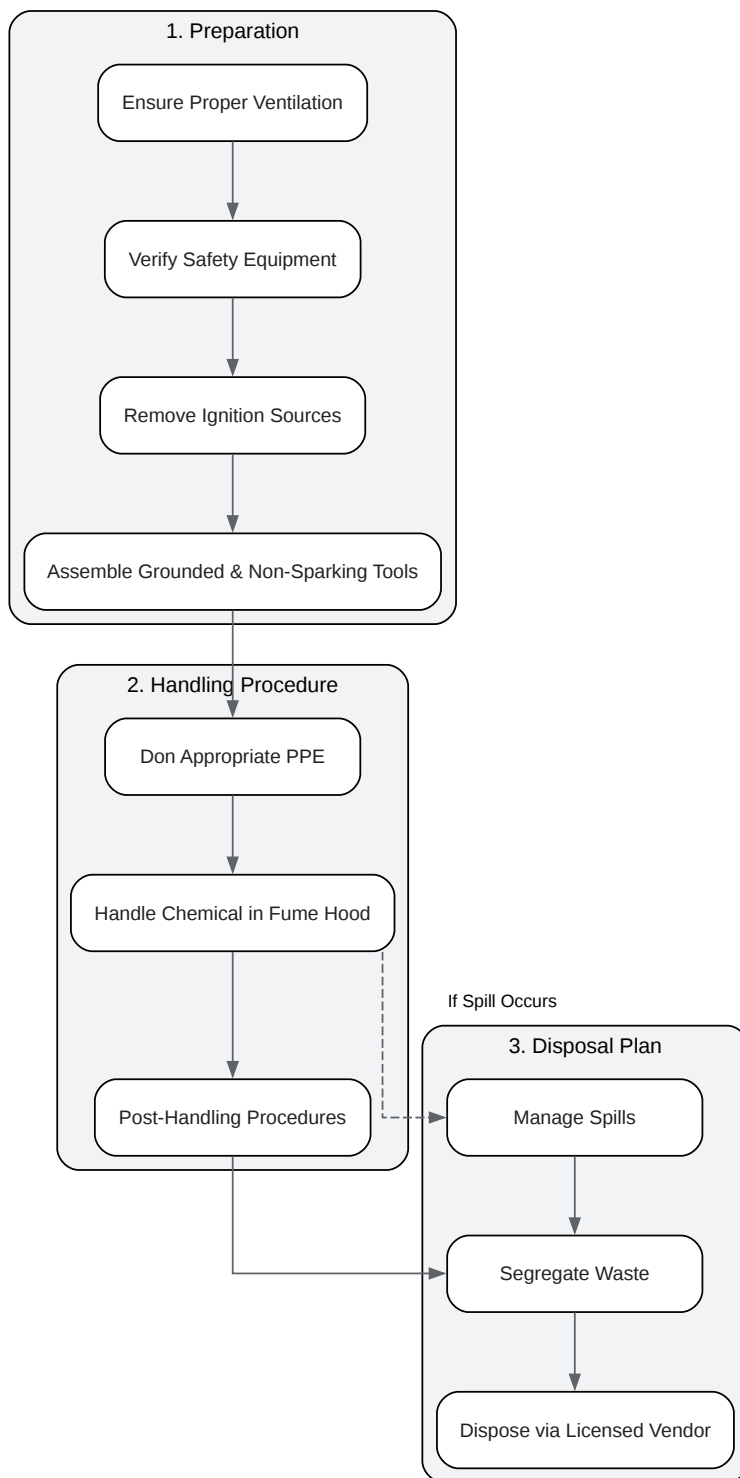 1. Preparation
Ensure Proper Ventilation
Verify Safety Equipment
Remove Ignition Sources
Assemble Grounded & Non-Sparking Tools
2. Handling Procedure
Don Appropriate PPE
Handle Chemical in Fume Hood
If Spill Occurs
3. Disposal Plan
Post-Handling Procedures
Manage Spills
Segregate Waste
Dispose via Licensed Vendor